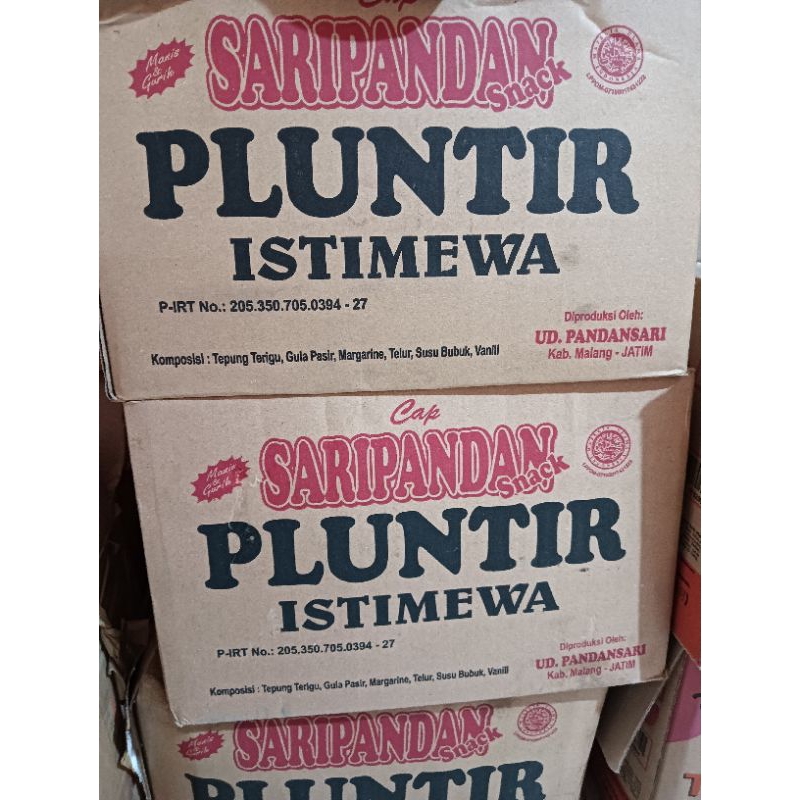 Cap
SARIPANDAN
Snack
Manis
&
Gurih
PLUNTIR
ISTIMEWA
P-IRT No.: 205.350.705.0394 - 27
Komposisi : Tepung Terigu, Gula Pasir, Margarine, Telur, Susu Bubuk, Vanili
Diproduksi Oleh:
UD. PANDANSARI
Kab. Malang - JATIM
Cap
SARIPANDAN
Snack
Manis
&
Gurih
PLUNTIR
ISTIMEWA
P-IRT No.: 205.350.705.0394 - 27
Komposisi : Tepung Terigu, Gula Pasir, Margarine, Telur, Susu Bubuk, Vanili
Diproduksi Oleh:
UD. PANDANSARI
Kab. Malang - JATIM
SARIPANDAN
Snack
Manis
&
Gurih
PLUNTIR